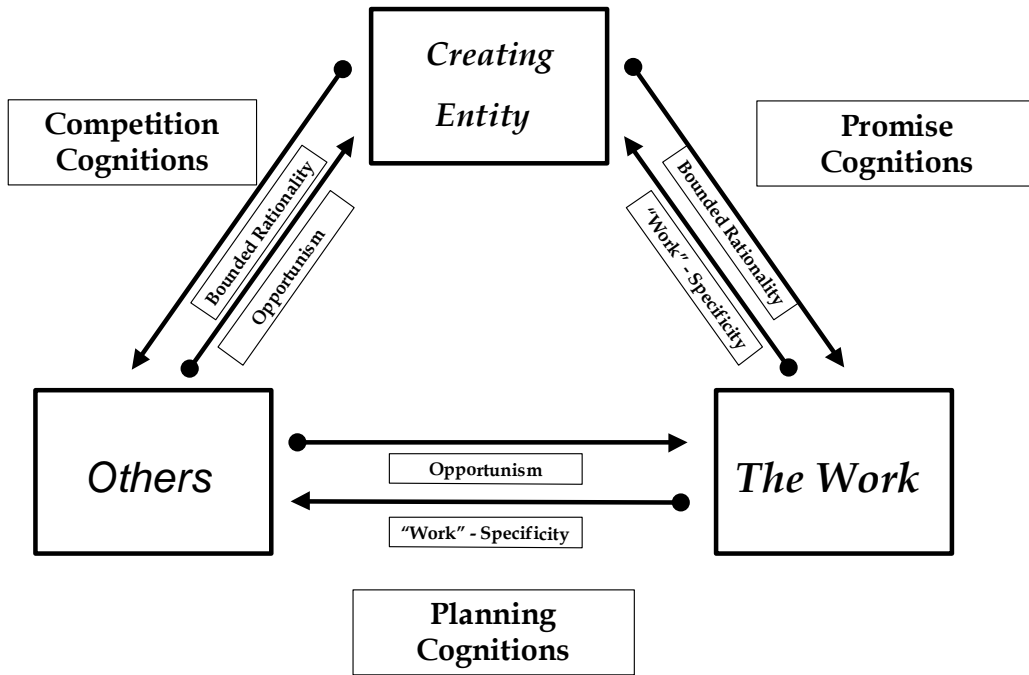 Creating
Entity
Competition
Cognitions
Promise
Cognitions
Bounded Rationality
Opportunism
“Work” - Specificity
Bounded Rationality
Others
Opportunism
“Work” - Specificity
The Work
Planning
Cognitions